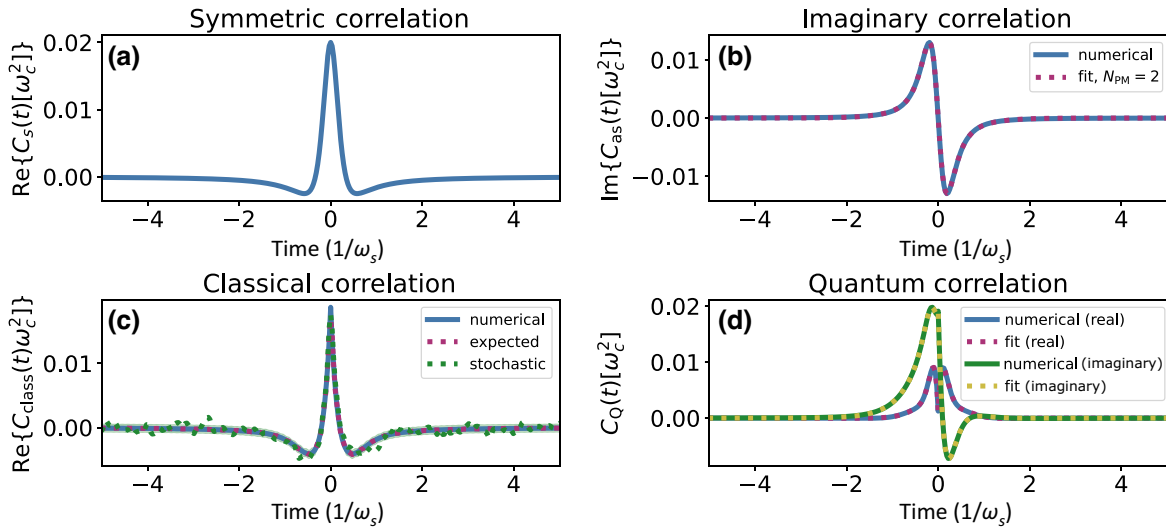 Symmetric correlation
(a)
Re{C_s(t)[ω_c^2]}
0.02
0.01
0.00
−4 −2 0 2 4
Time (1/ω_s)
Imaginary correlation
(b)
numerical
fit, N_PM = 2
Im{C_as(t)[ω_c^2]}
0.01
0.00
−0.01
−4 −2 0 2 4
Time (1/ω_s)
Classical correlation
(c)
numerical
expected
stochastic
Re{C_class(t)ω_c^2]}
0.01
0.00
−4 −2 0 2 4
Time (1/ω_s)
Quantum correlation
(d)
numerical (real)
fit (real)
numerical (imaginary)
fit (imaginary)
C_Q(t)[ω_c^2]
0.02
0.01
0.00
−4 −2 0 2 4
Time (1/ω_s)